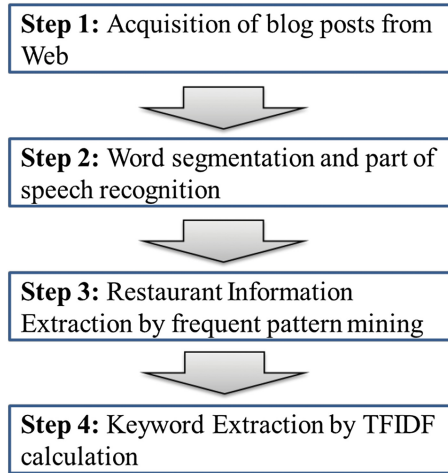 Step 1: Acquisition of blog posts from
Web
Step 2: Word segmentation and part of
speech recognition
Step 3: Restaurant Information
Extraction by frequent pattern mining
Step 4: Keyword Extraction by TFIDF
calculation